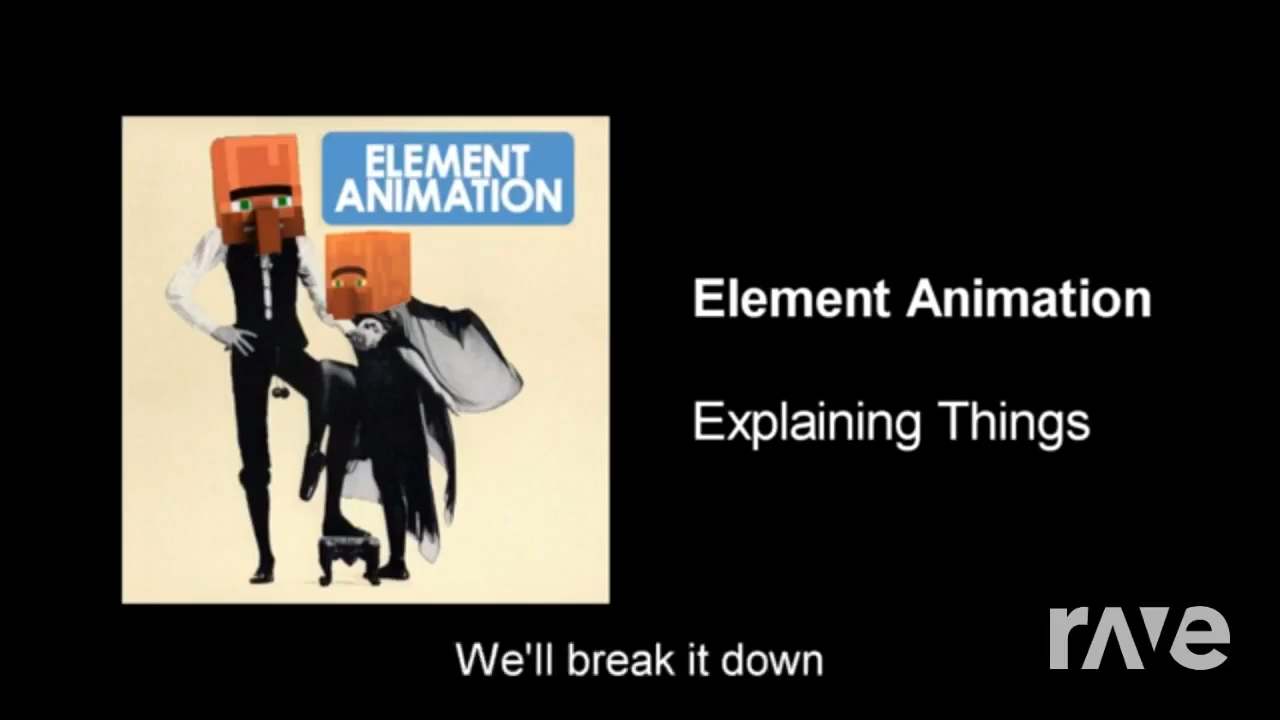 ELEMENT
ANIMATION
Element Animation
Explaining Things
We'll break it down
rave